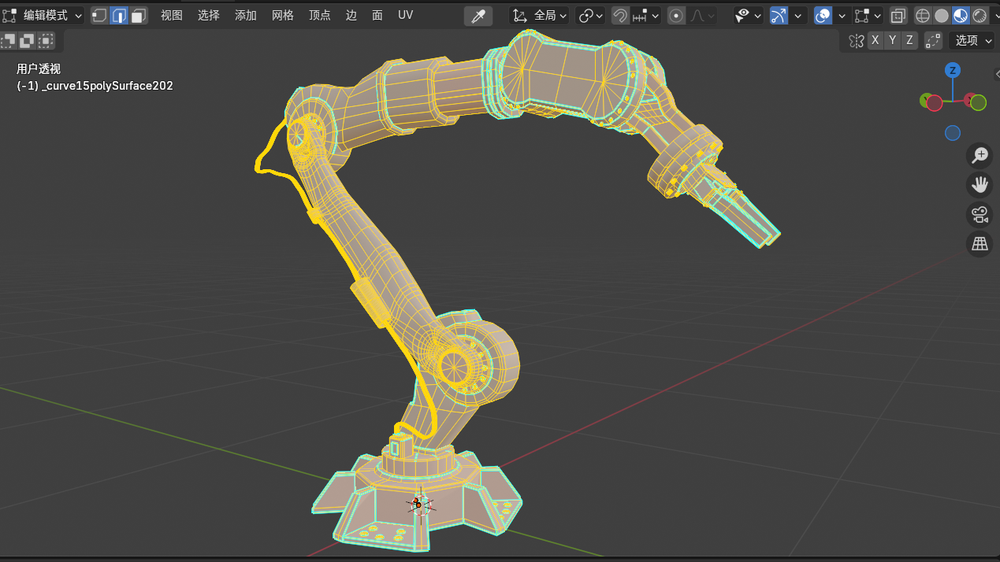 编辑模式 视图 选择 添加 网格 顶点 边 面 UV 全局
X Y Z 选项
用户透视
(-1) _curve15polySurface202
Z